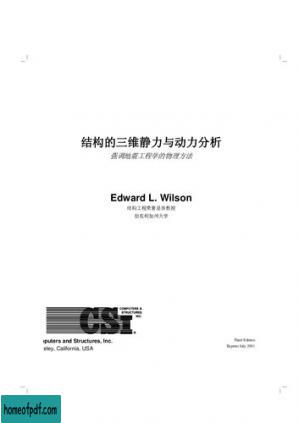 结构的三维静力与动力分析
强调地震工程学的物理方法
Edward L. Wilson
结构工程荣誉退休教授
伯克利加州大学
COMPUTERS &
STRUCTURES
INC.
CSI
®
puters and Structures, Inc.
eley, California, USA
Third Edition
Reprint July 2001
homeofpdf.com